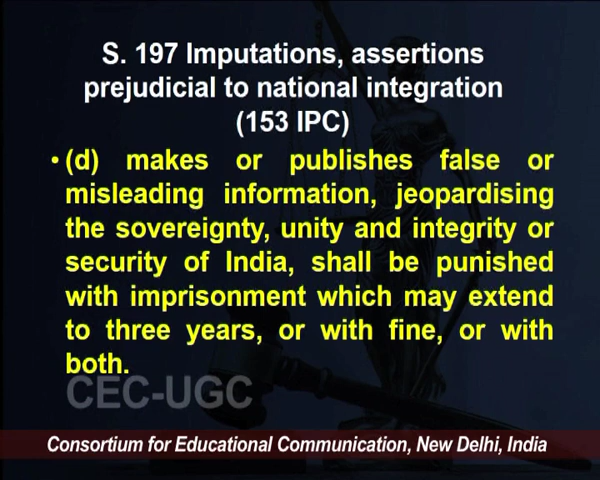 S. 197 Imputations, assertions
prejudicial to national integration
(153 IPC)
• (d) makes or publishes false or
misleading information, jeopardising
the sovereignty, unity and integrity or
security of India, shall be punished
with imprisonment which may extend
to three years, or with fine, or with
both.
CEC-UGC
Consortium for Educational Communication, New Delhi, India